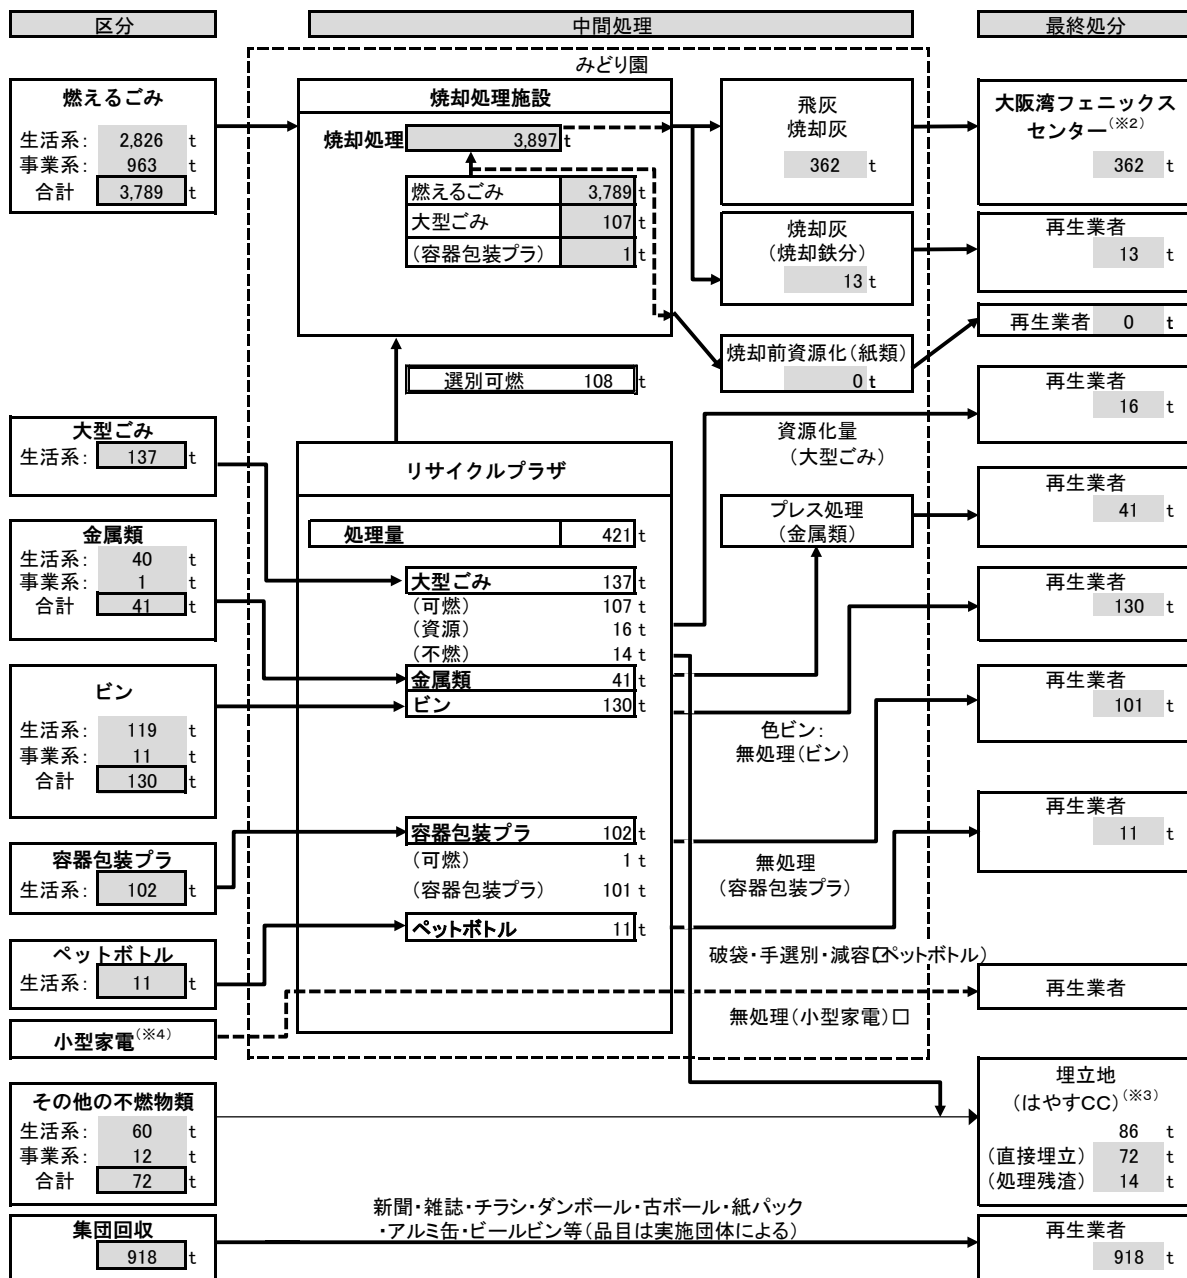 区分
中間処理
最終処分
みどり園
燃えるごみ
生活系： 2,826 t
事業系： 963 t
合計 3,789 t
焼却処理施設
焼却処理 3,897 t
燃えるごみ 3,789 t
大型ごみ 107 t
（容器包装プラ） 1 t
飛灰
焼却灰
362 t
焼却灰
（焼却鉄分）
13 t
焼却前資源化（紙類）
0 t
大阪湾フェニックス
センター（※2）
362 t
再生業者
13 t
再生業者 0 t
選別可燃 108 t
再生業者
16 t
資源化量
（大型ごみ）
大型ごみ
生活系： 137 t
リサイクルプラザ
処理量 421 t
プレス処理
（金属類）
再生業者
41 t
金属類
生活系： 40 t
事業系： 1 t
合計 41 t
大型ごみ 137 t
（可燃） 107 t
（資源） 16 t
（不燃） 14 t
金属類 41 t
ビン 130 t
再生業者
130 t
ビン
生活系： 119 t
事業系： 11 t
合計 130 t
色ビン：
無処理（ビン）
再生業者
101 t
容器包装プラ
生活系： 102 t
容器包装プラ 102 t
（可燃） 1 t
（容器包装プラ） 101 t
無処理
（容器包装プラ）
再生業者
11 t
ペットボトル
生活系： 11 t
ペットボトル 11 t
破袋・手選別・減容（ペットボトル）
小型家電（※4）
無処理（小型家電）□
再生業者
その他の不燃物類
生活系： 60 t
事業系： 12 t
合計 72 t
埋立地
（はやすCC）（※3）
86 t
（直接埋立） 72 t
（処理残渣） 14 t
集団回収
918 t
新聞・雑誌・チラシ・ダンボール・古ボール・紙パック
・アルミ缶・ビールビン等（品目は実施団体による）
再生業者
918 t